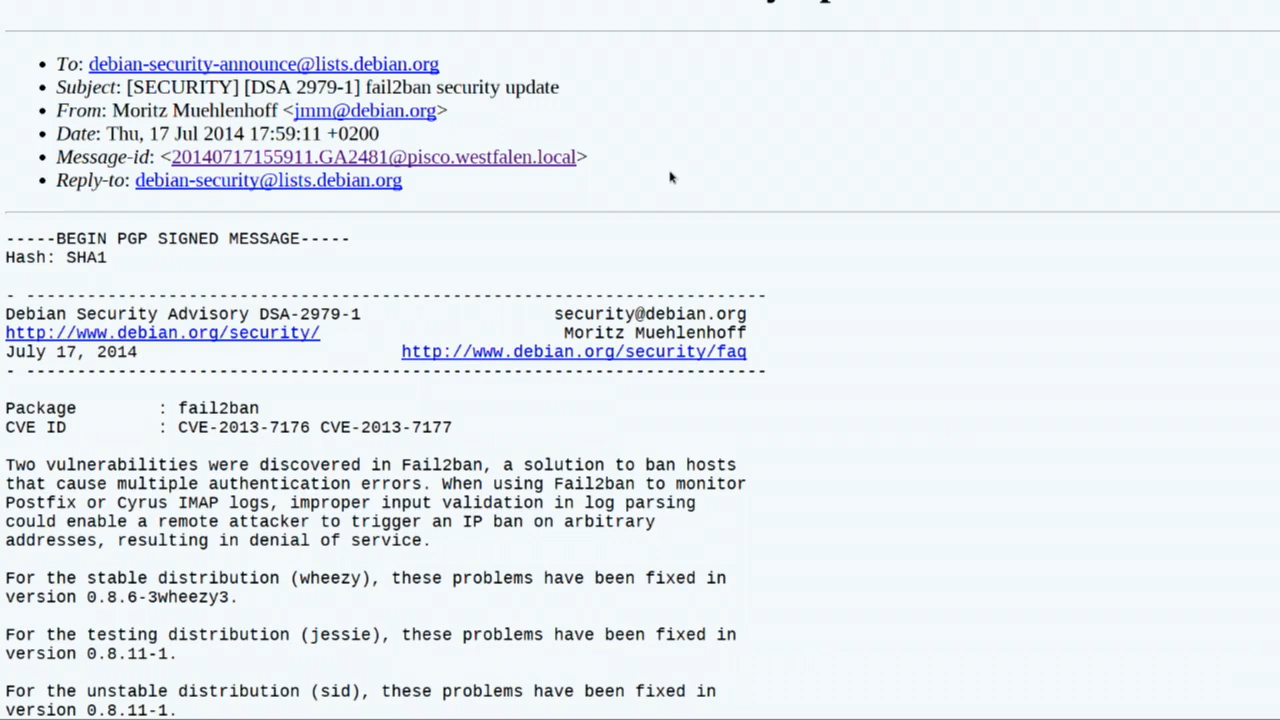 To: debian-security-announce@lists.debian.org
Subject: [SECURITY] [DSA 2979-1] fail2ban security update
From: Moritz Muehlenhoff <jmm@debian.org>
Date: Thu, 17 Jul 2014 17:59:11 +0200
Message-id: <20140717155911.GA2481@pisco.westfalen.local>
Reply-to: debian-security@lists.debian.org
-----BEGIN PGP SIGNED MESSAGE-----
Hash: SHA1
- -------------------------------------------------------------------------
Debian Security Advisory DSA-2979-1                   security@debian.org
http://www.debian.org/security/                        Moritz Muehlenhoff
July 17, 2014                          http://www.debian.org/security/faq
- -------------------------------------------------------------------------
Package        : fail2ban
CVE ID         : CVE-2013-7176 CVE-2013-7177
Two vulnerabilities were discovered in Fail2ban, a solution to ban hosts
that cause multiple authentication errors. When using Fail2ban to monitor
Postfix or Cyrus IMAP logs, improper input validation in log parsing
could enable a remote attacker to trigger an IP ban on arbitrary
addresses, resulting in denial of service.
For the stable distribution (wheezy), these problems have been fixed in
version 0.8.6-3wheezy3.
For the testing distribution (jessie), these problems have been fixed in
version 0.8.11-1.
For the unstable distribution (sid), these problems have been fixed in
version 0.8.11-1.